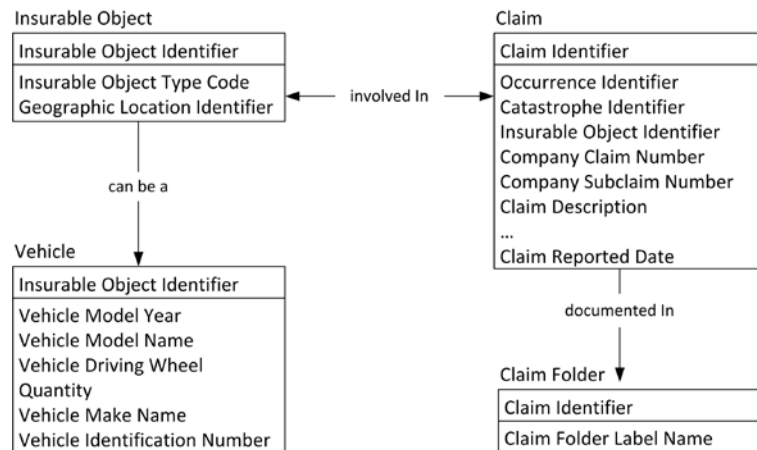 Insurable Object
Insurable Object Identifier
Insurable Object Type Code
Geographic Location Identifier
can be a
Vehicle
Insurable Object Identifier
Vehicle Model Year
Vehicle Model Name
Vehicle Driving Wheel
Quantity
Vehicle Make Name
Vehicle Identification Number
involved In
Claim
Claim Identifier
Occurrence Identifier
Catastrophe Identifier
Insurable Object Identifier
Company Claim Number
Company Subclaim Number
Claim Description
...
Claim Reported Date
documented In
Claim Folder
Claim Identifier
Claim Folder Label Name